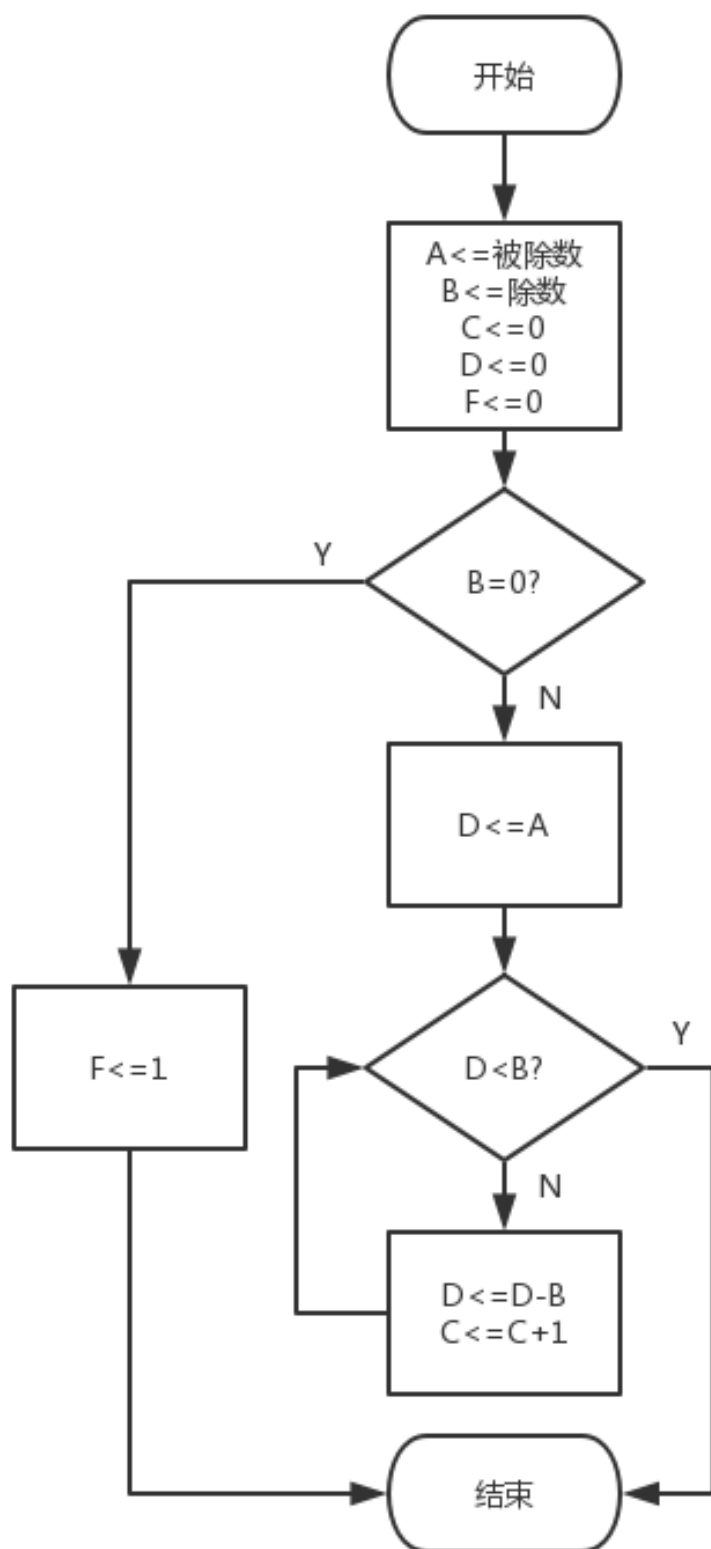 开始
A<=被除数
B<=除数
C<=0
D<=0
F<=0
Y
B=0?
N
D<=A
F<=1
D<B?
Y
N
D<=D-B
C<=C+1
结束